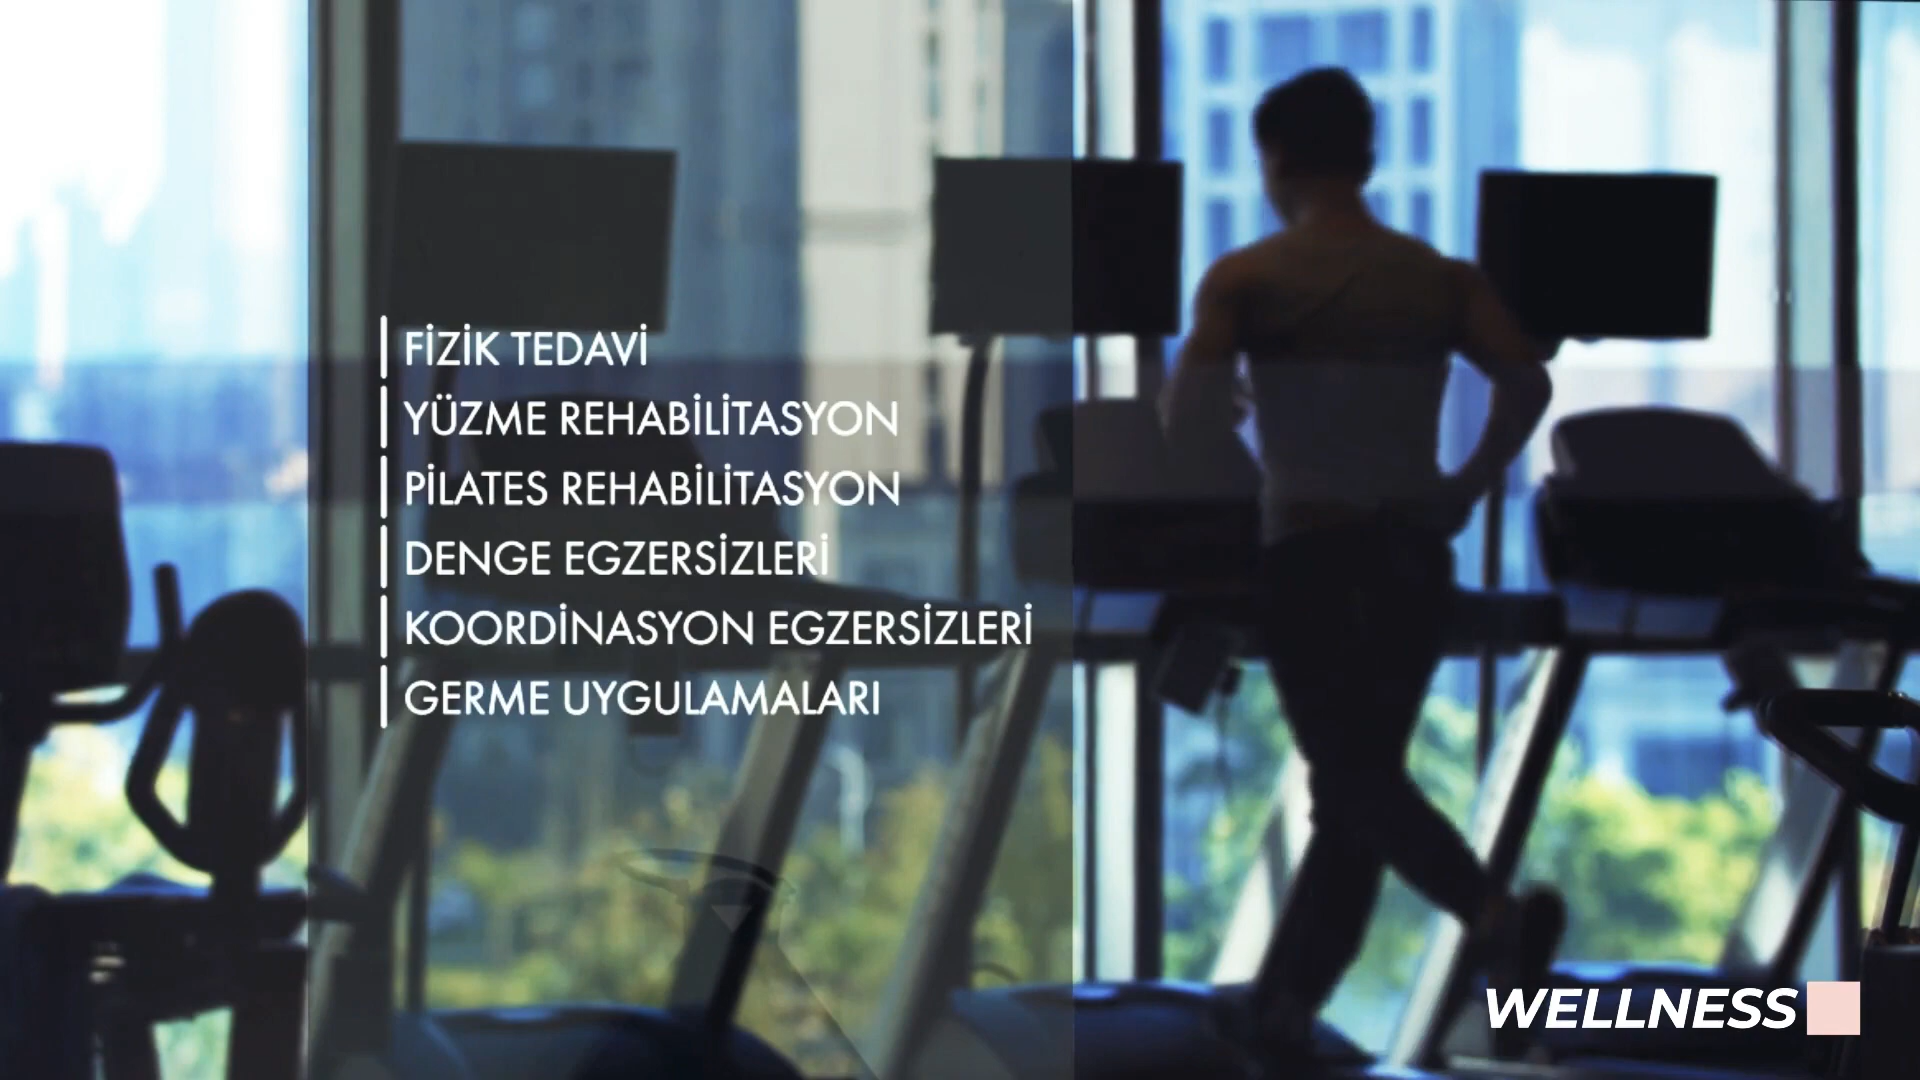 FİZİK TEDAVİ
YÜZME REHABİLİTASYON
PİLATES REHABİLİTASYON
DENGE EGZERSİZLERİ
KOORDİNASYON EGZERSİZLERİ
GERME UYGULAMALARI
WELLNESS